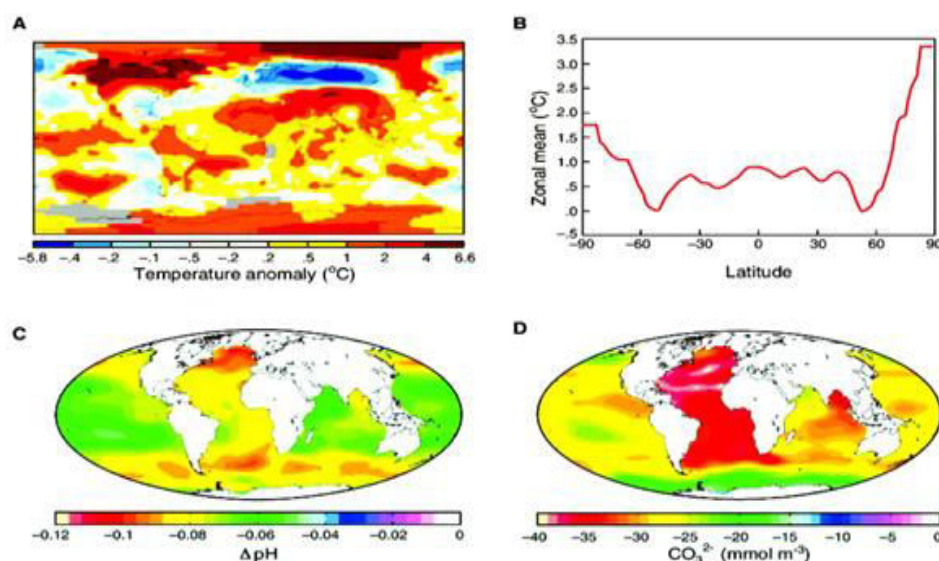 A
−5.8 −.4 −.2 −.1 −.5 −.2 .2 .5 1 2 4 6.6
Temperature anomaly (°C)
B
3.5
3.0
2.5
2.0
1.5
1.0
.5
.0
−.5
Zonal mean (°C)
−90 −60 −30 0 30 60 90
Latitude
C
−0.12 −0.1 −0.08 −0.06 −0.04 −0.02 0
ΔpH
D
−40 −35 −30 −25 −20 −15 −10 −5 0
CO₃²⁻ (mmol m⁻³)